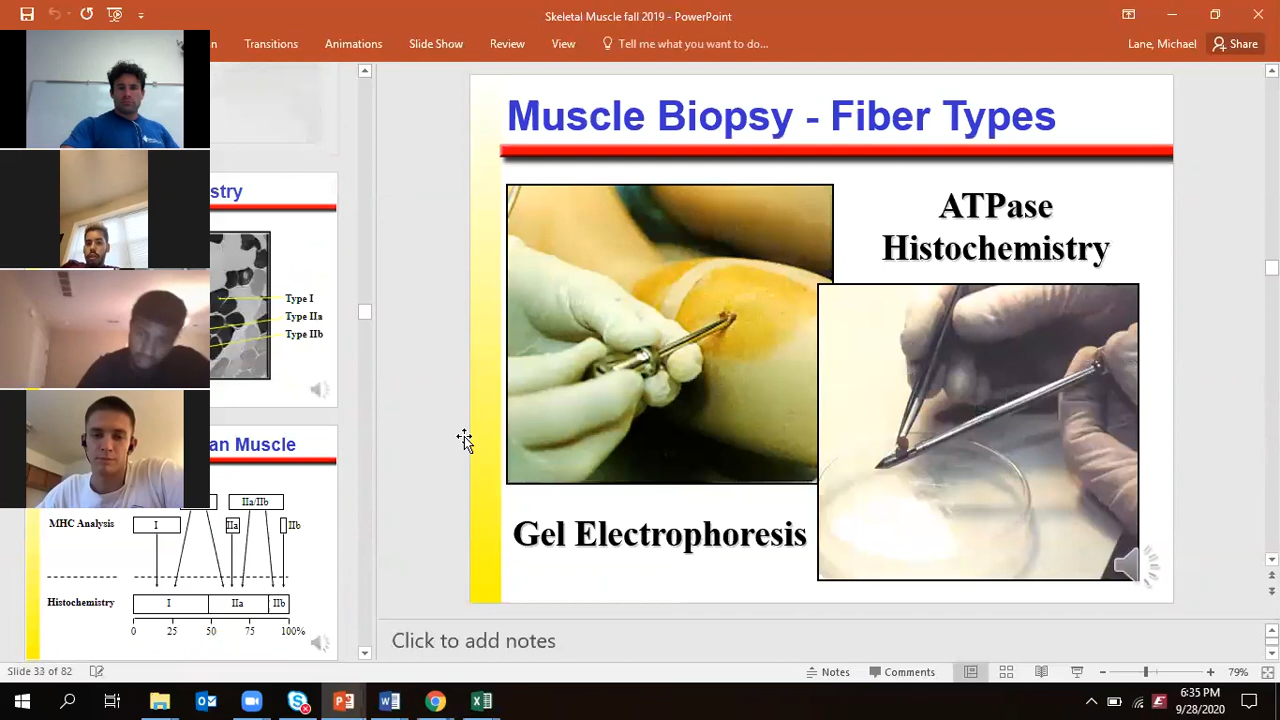 Skeletal Muscle fall 2019 - PowerPoint
Transitions
Animations
Slide Show
Review
View
Tell me what you want to do...
Lane, Michael
Share
Muscle Biopsy - Fiber Types
ATPase
Histochemistry
Gel Electrophoresis
Type I
Type IIa
Type IIb
IIa/IIb
MHC Analysis
I
IIa
IIb
Histochemistry
I
IIa
IIb
0
25
50
75
100%
Click to add notes
Slide 33 of 82
Notes
Comments
79%
6:35 PM
9/28/2020